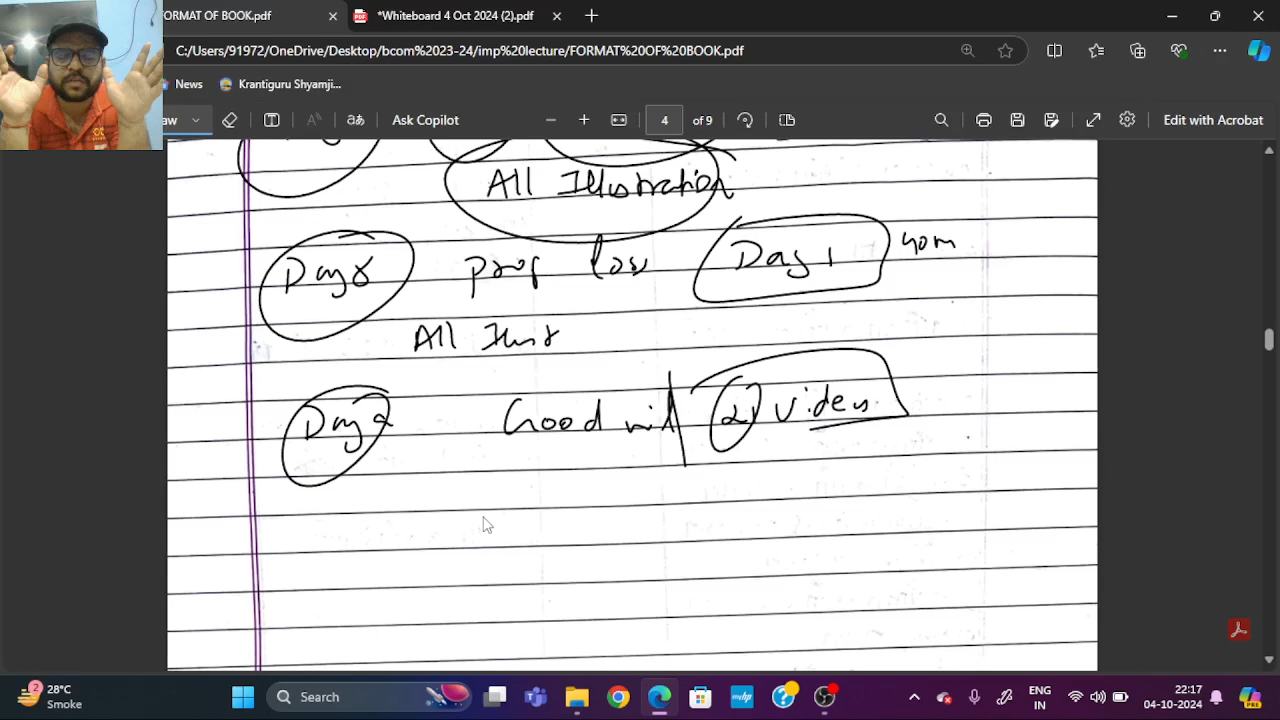 FORMAT OF BOOK.pdf
*Whiteboard 4 Oct 2024 (2).pdf
C:/Users/91972/OneDrive/Desktop/bcom%2023-24/imp%20lecture/FORMAT%20OF%20BOOK.pdf
News
Krantiguru Shyamji...
aw
Ask Copilot
4 of 9
Edit with Acrobat
All Illustration
Day 8 prof loss Day 1 40m
All Illust
Day 2 Good will 2 videos
28°C
Smoke
Search
ENG
IN
22:17
04-10-2024